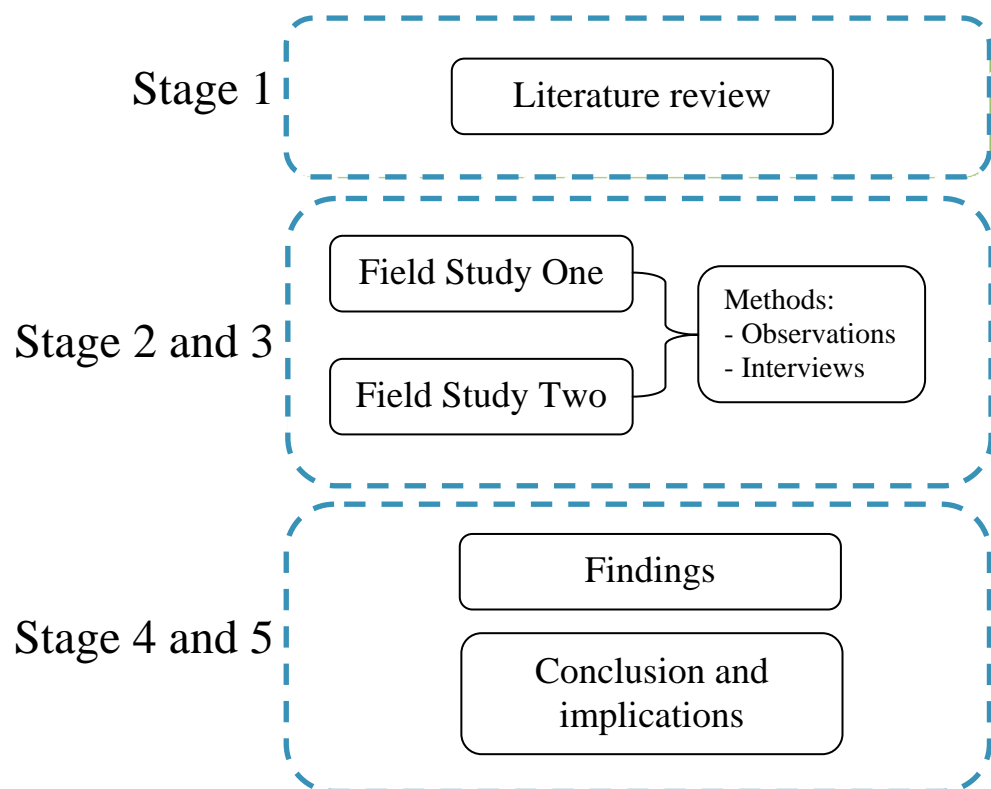 Stage 1
Literature review
Stage 2 and 3
Field Study One
Field Study Two
Methods:
- Observations
- Interviews
Stage 4 and 5
Findings
Conclusion and
implications